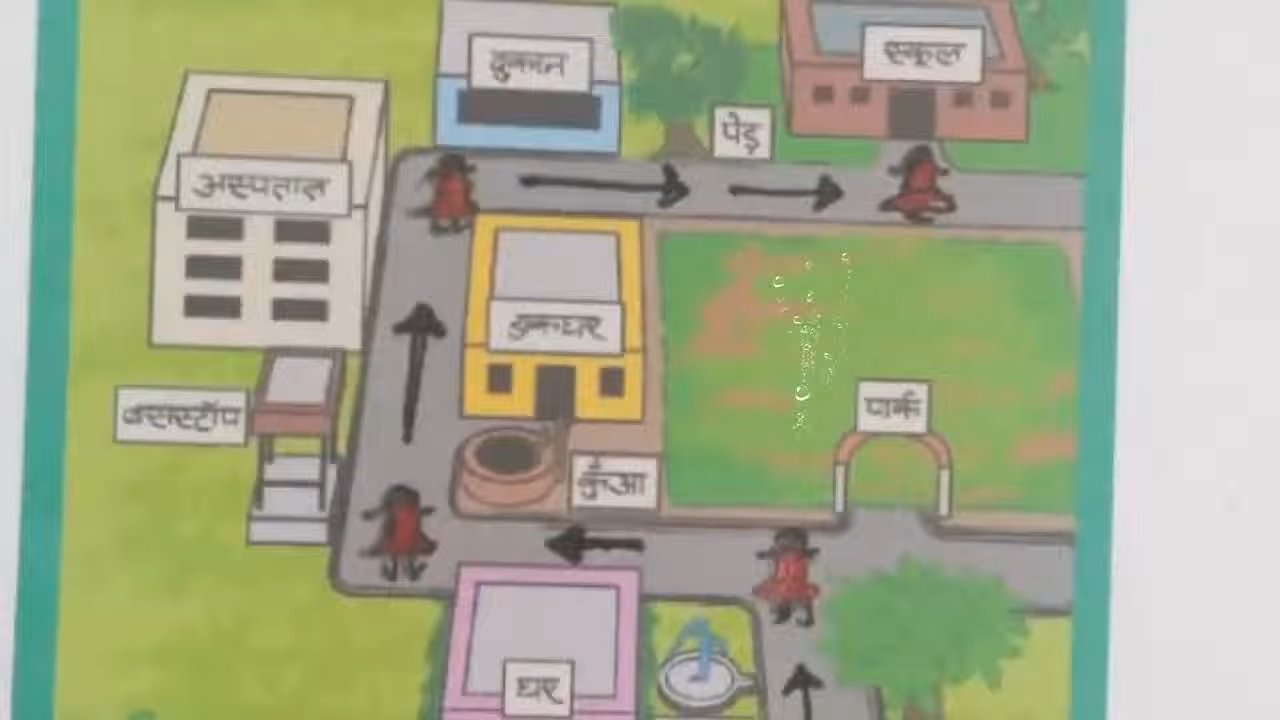 दुकान
स्कूल
पेड़
अस्पताल
डाकघर
बसस्टॉप
पार्क
कुँआ
घर